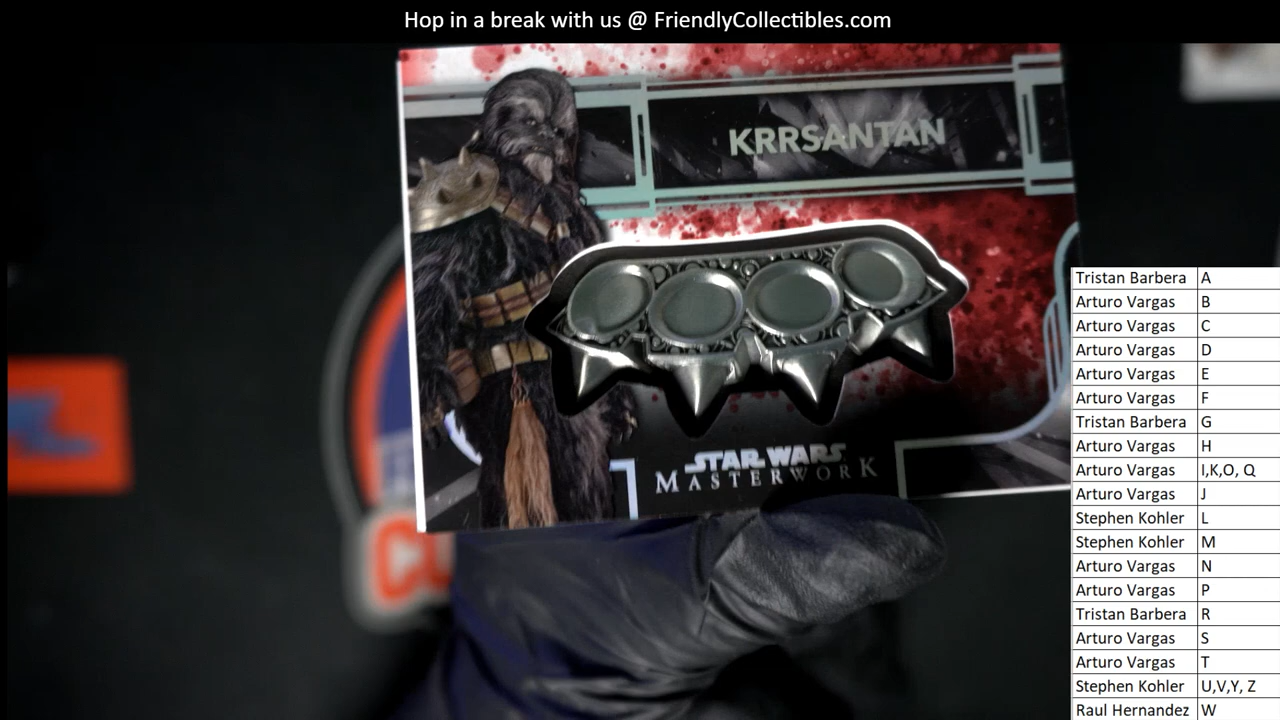 Hop in a break with us @ FriendlyCollectibles.com
KRRSANTAN
STAR WARS
MASTERWORK
Tristan Barbera A
Arturo Vargas B
Arturo Vargas C
Arturo Vargas D
Arturo Vargas E
Arturo Vargas F
Tristan Barbera G
Arturo Vargas H
Arturo Vargas I,K,O, Q
Arturo Vargas J
Stephen Kohler L
Stephen Kohler M
Arturo Vargas N
Arturo Vargas P
Tristan Barbera R
Arturo Vargas S
Arturo Vargas T
Stephen Kohler U,V,Y, Z
Raul Hernandez W